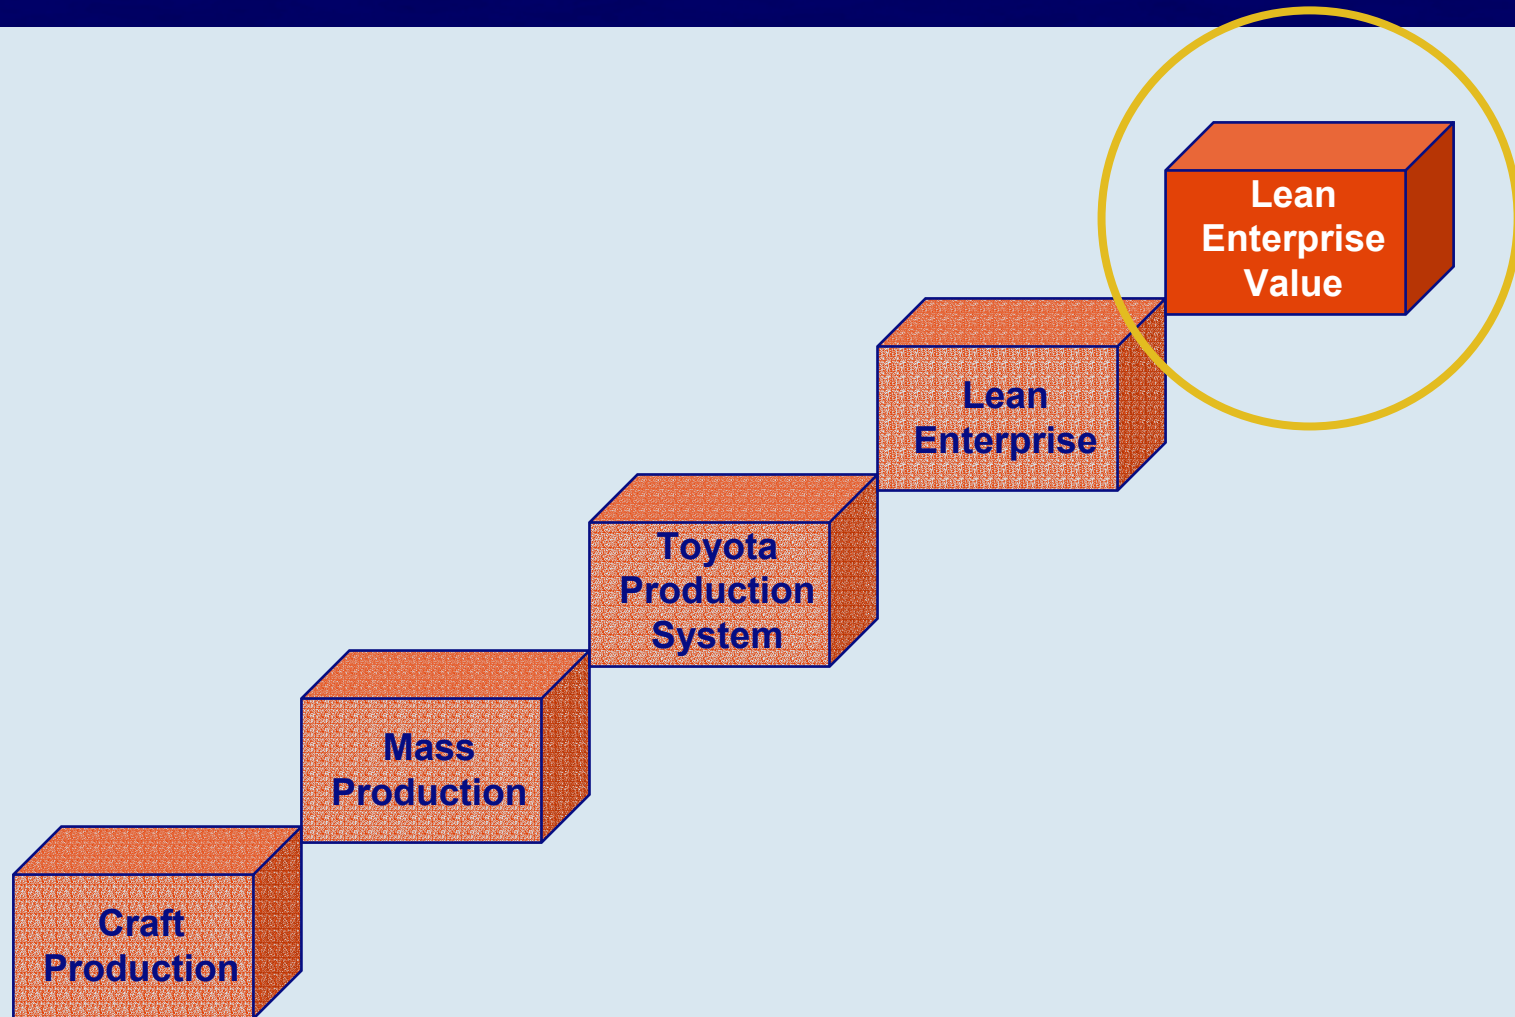 Lean
Enterprise
Value
Lean
Enterprise
Toyota
Production
System
Mass
Production
Craft
Production